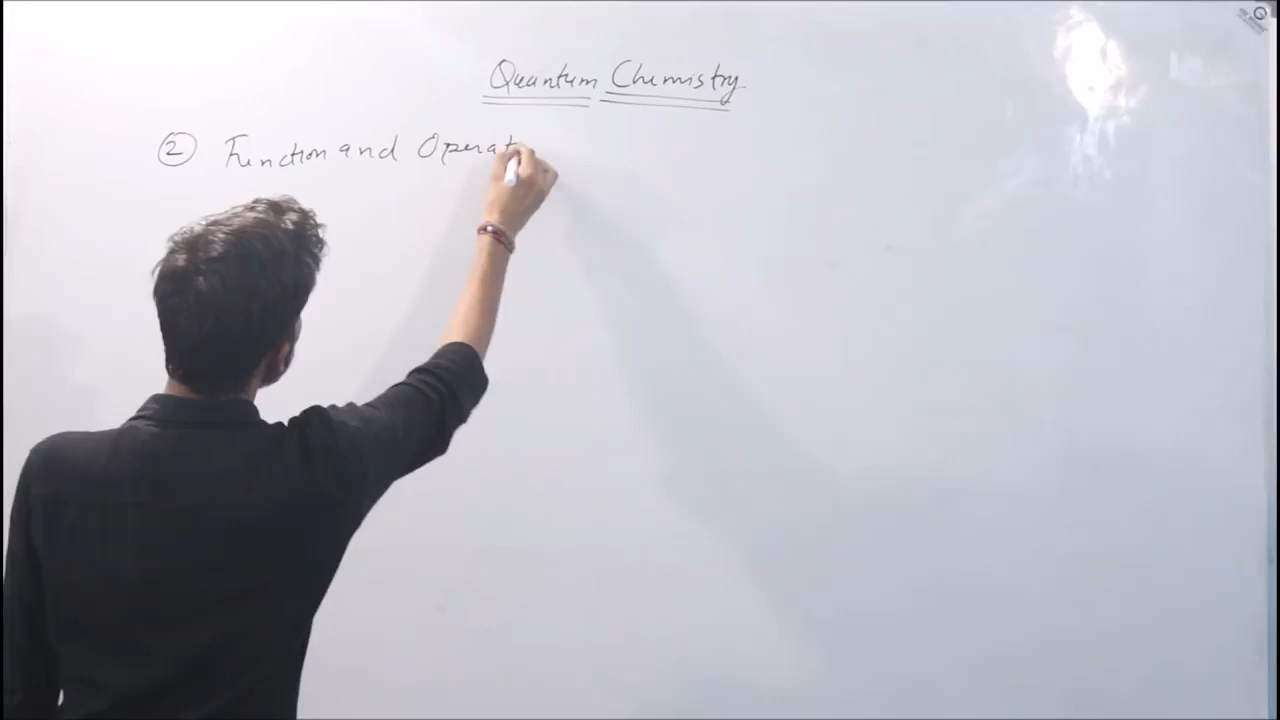 Quantum Chemistry
② Function and Operat